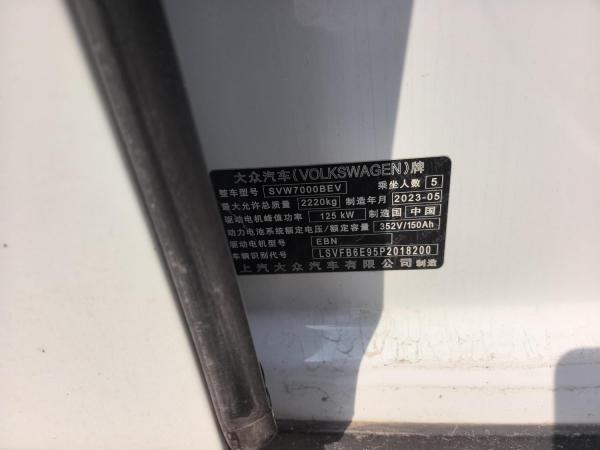 大众汽车(VOLKSWAGEN)牌
整车型号 SVW7000BEV 乘坐人数 5
最大允许总质量 2220kg 制造年月 2023-05
驱动电机峰值功率 125 kW 制造国 中国
动力电池系统额定电压/额定容量 352V/150Ah
驱动电机型号 EBN
车辆识别代号 LSVFB6E95P2018200
上汽大众汽车有限公司 制造